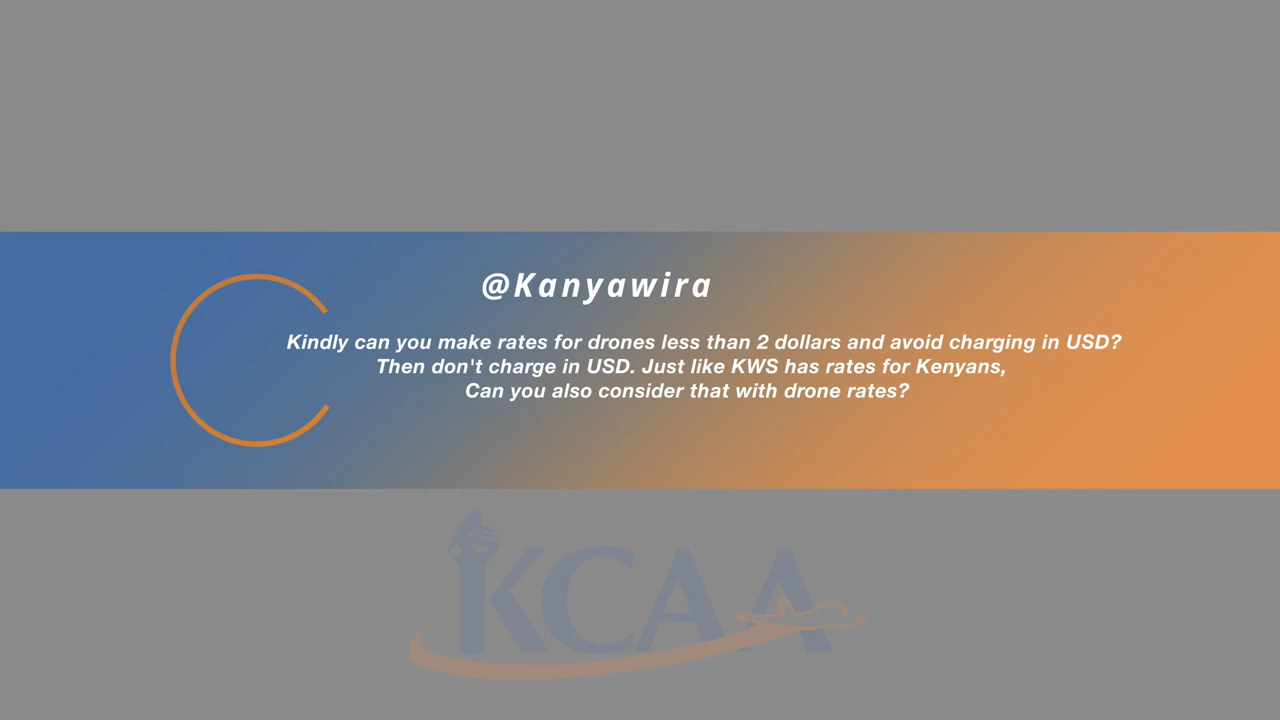 @Kanyawira
Kindly can you make rates for drones less than 2 dollars and avoid charging in USD?
Then don't charge in USD. Just like KWS has rates for Kenyans,
Can you also consider that with drone rates?
KCAA